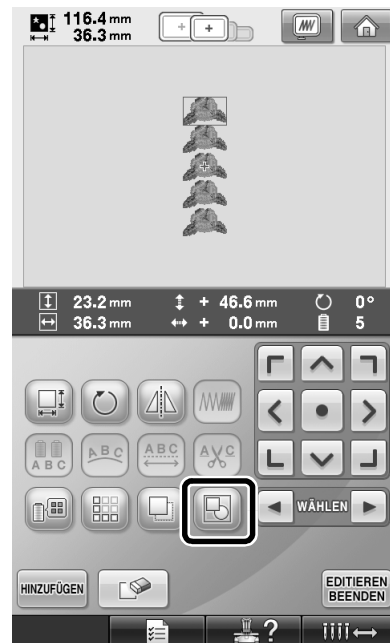 116.4 mm
36.3 mm
23.2 mm + 46.6 mm 0°
36.3 mm + 0.0 mm 5
A B C ABC ABC A C
WÄHLEN
HINZUFÜGEN
EDITIEREN
BEENDEN
?